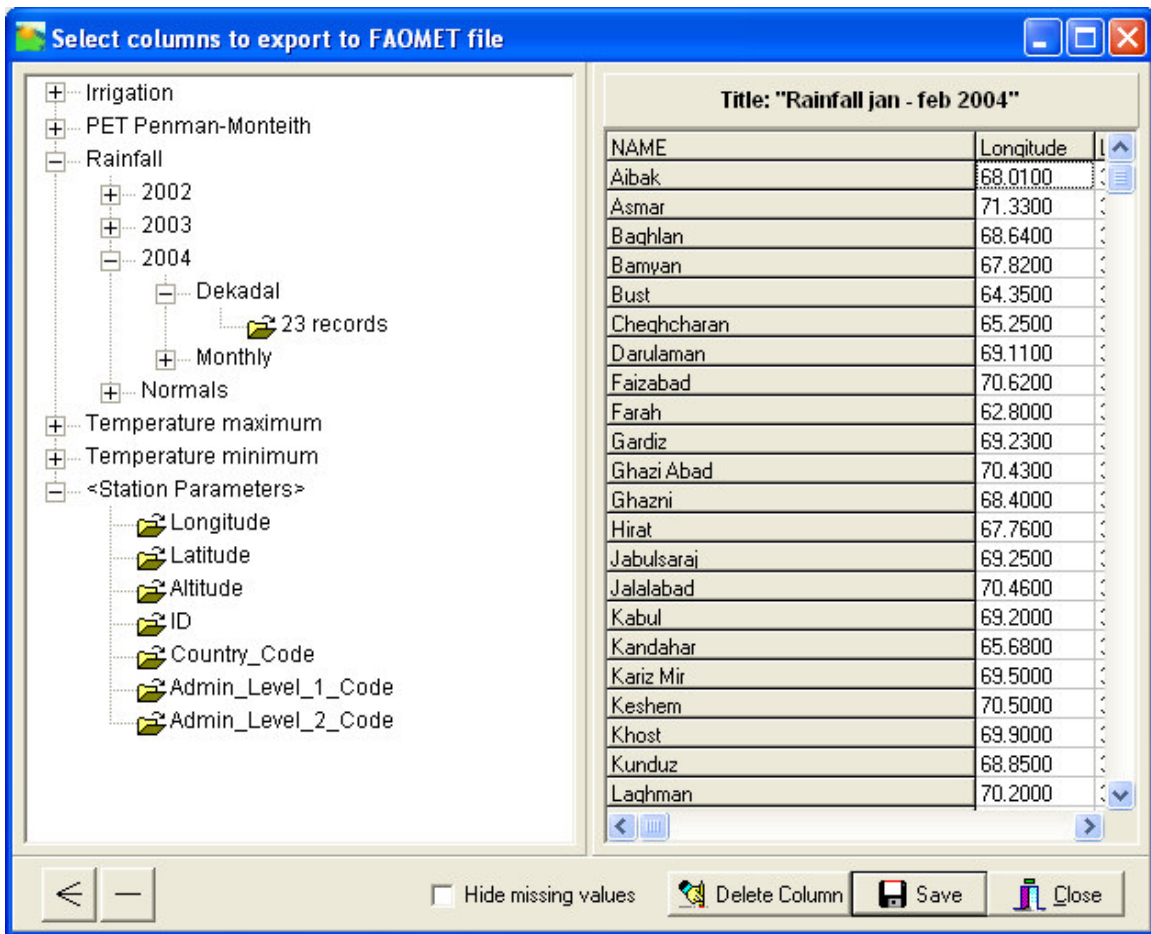 Select columns to export to FAOMET file
Irrigation
PET Penman-Monteith
Rainfall
2002
2003
2004
Dekadal
23 records
Monthly
Normals
Temperature maximum
Temperature minimum
<Station Parameters>
Longitude
Latitude
Altitude
ID
Country_Code
Admin_Level_1_Code
Admin_Level_2_Code
Title: "Rainfall jan - feb 2004"
NAME Longitude
Aibak 68.0100
Asmar 71.3300
Baghlan 68.6400
Bamyan 67.8200
Bust 64.3500
Cheghcharan 65.2500
Darulaman 69.1100
Faizabad 70.6200
Farah 62.8000
Gardiz 69.2300
Ghazi Abad 70.4300
Ghazni 68.4000
Hirat 67.7600
Jabulsaraj 69.2500
Jalalabad 70.4600
Kabul 69.2000
Kandahar 65.6800
Kariz Mir 69.5000
Keshem 70.5000
Khost 69.9000
Kunduz 68.8500
Laghman 70.2000
Hide missing values Delete Column Save Close